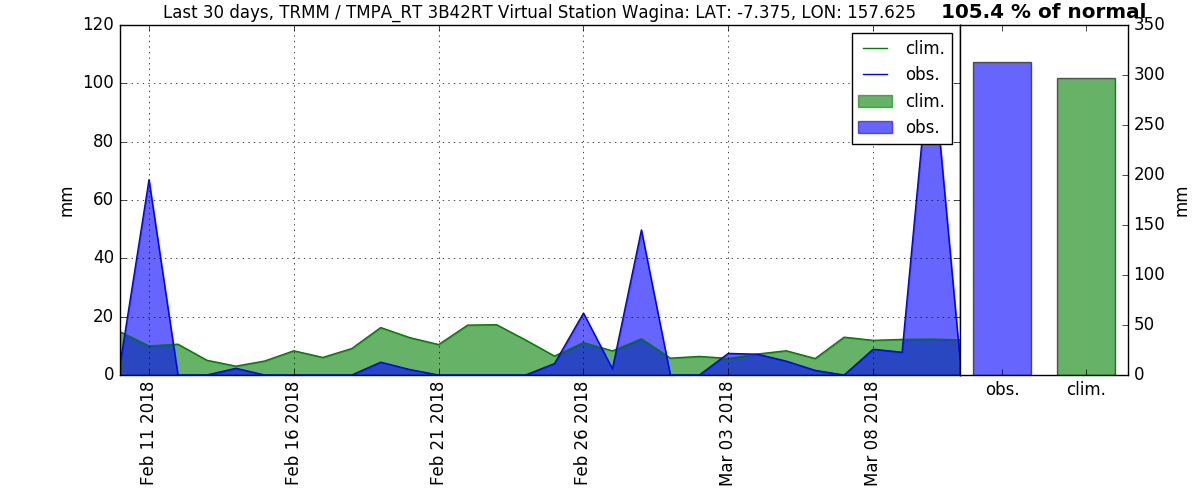 Last 30 days, TRMM / TMPA_RT 3B42RT Virtual Station Wagina: LAT: -7.375, LON: 157.625
105.4 % of normal
120
100
80
60
40
20
0
mm
clim.
obs.
clim.
obs.
350
300
250
200
150
100
50
0
mm
Feb 11 2018
Feb 16 2018
Feb 21 2018
Feb 26 2018
Mar 03 2018
Mar 08 2018
obs.
clim.